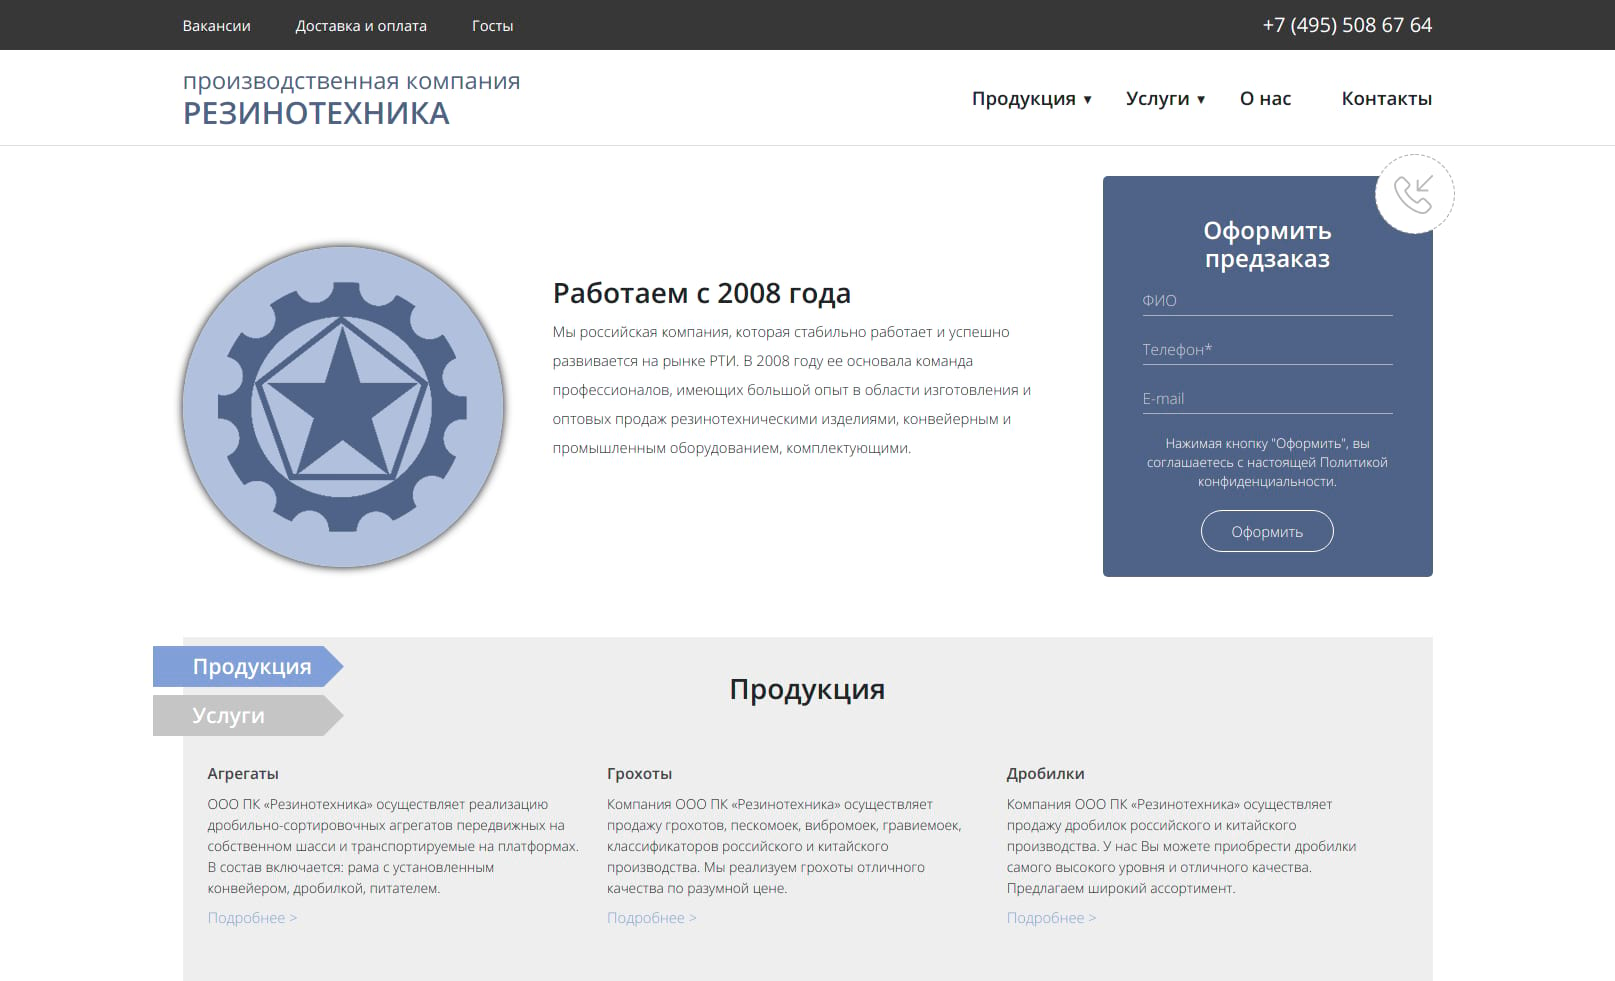 Вакансии Доставка и оплата Госты +7 (495) 508 67 64
производственная компания
РЕЗИНОТЕХНИКА
Продукция ▾ Услуги ▾ О нас Контакты
Работаем с 2008 года
Мы российская компания, которая стабильно работает и успешно
развивается на рынке РТИ. В 2008 году ее основала команда
профессионалов, имеющих большой опыт в области изготовления и
оптовых продаж резинотехническими изделиями, конвейерным и
промышленным оборудованием, комплектующими.
Оформить
предзаказ
ФИО
Телефон*
E-mail
Нажимая кнопку "Оформить", вы
соглашаетесь с настоящей Политикой
конфиденциальности.
Оформить
Продукция
Услуги
Продукция
Агрегаты
ООО ПК «Резинотехника» осуществляет реализацию
дробильно-сортировочных агрегатов передвижных на
собственном шасси и транспортируемые на платформах.
В состав включается: рама с установленным
конвейером, дробилкой, питателем.
Подробнее >
Грохоты
Компания ООО ПК «Резинотехника» осуществляет
продажу грохотов, пескомоек, вибромоек, гравиемоек,
классификаторов российского и китайского
производства. Мы реализуем грохоты отличного
качества по разумной цене.
Подробнее >
Дробилки
Компания ООО ПК «Резинотехника» осуществляет
продажу дробилок российского и китайского
производства. У нас Вы можете приобрести дробилки
самого высокого уровня и отличного качества.
Предлагаем широкий ассортимент.
Подробнее >